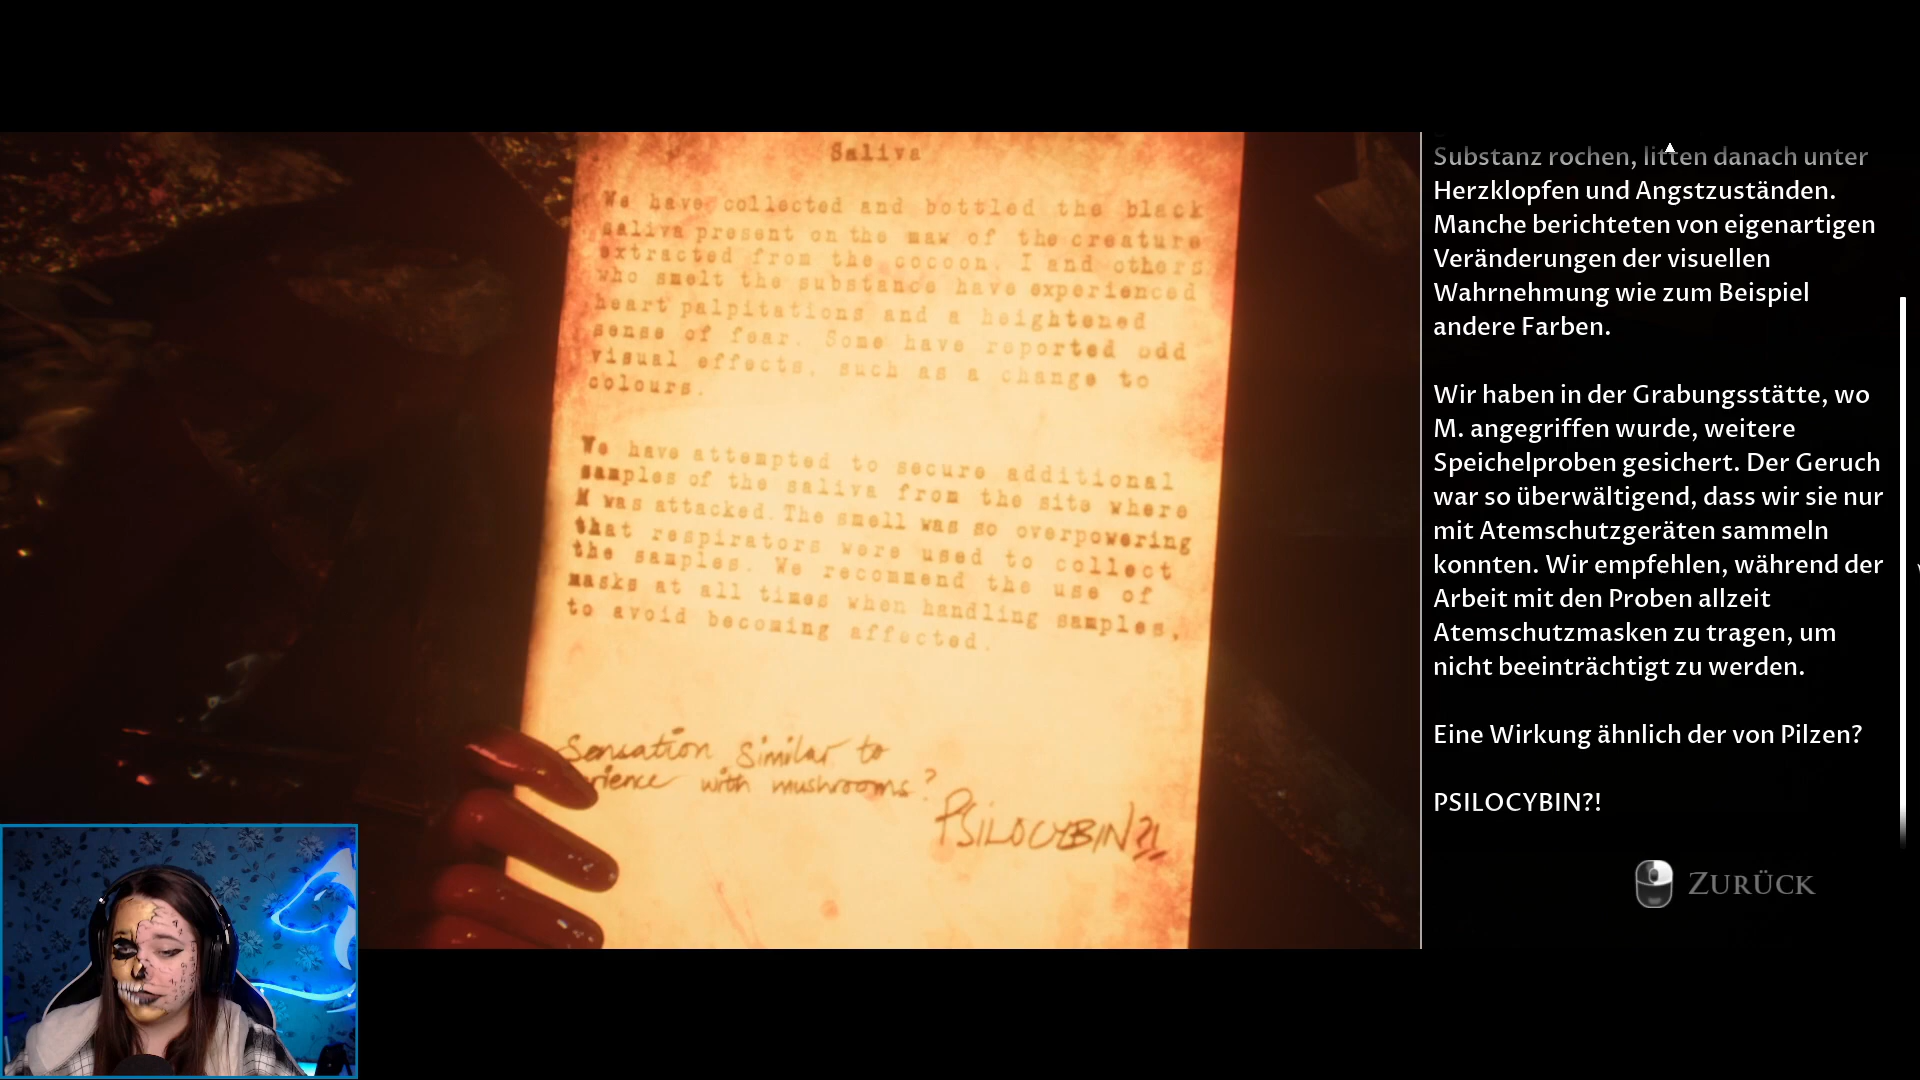 Saliva
We have collected and bottled the black
saliva present on the maw of the creature
extracted from the cocoon. I and others
who smelt the substance have experienced
heart palpitations and a heightened
sense of fear. Some have reported odd
visual effects, such as a change to
colours.
We have attempted to secure additional
samples of the saliva from the site where
M was attacked. The smell was so overpowering
that respirators were used to collect
the samples. We recommend the use of
masks at all times when handling samples,
to avoid becoming affected.
Sensation similar to
rience with mushrooms?
PSILOCYBIN?!
Substanz rochen, litten danach unter
Herzklopfen und Angstzuständen.
Manche berichteten von eigenartigen
Veränderungen der visuellen
Wahrnehmung wie zum Beispiel
andere Farben.
Wir haben in der Grabungsstätte, wo
M. angegriffen wurde, weitere
Speichelproben gesichert. Der Geruch
war so überwältigend, dass wir sie nur
mit Atemschutzgeräten sammeln
konnten. Wir empfehlen, während der
Arbeit mit den Proben allzeit
Atemschutzmasken zu tragen, um
nicht beeinträchtigt zu werden.
Eine Wirkung ähnlich der von Pilzen?
PSILOCYBIN?!
ZURÜCK